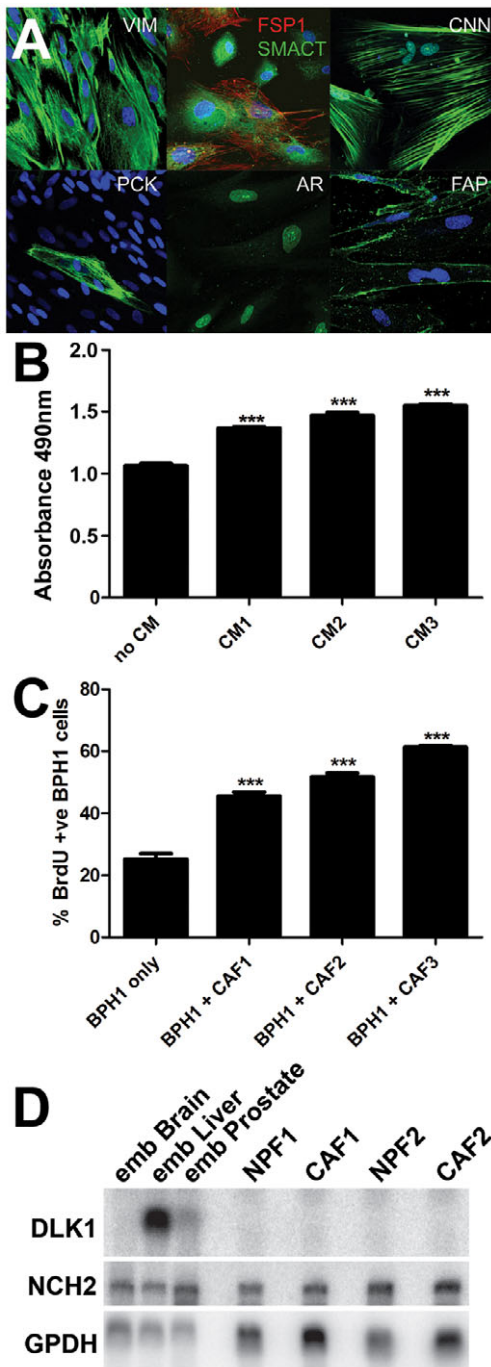 A
VIM
FSP1
SMACT
CNN
PCK
AR
FAP
B
Absorbance 490nm
2.0
1.5
1.0
0.5
0
***
***
***
no CM
CM1
CM2
CM3
C
% BrdU +ve BPH1 cells
80
60
40
20
0
***
***
***
BPH1 only
BPH1 + CAF1
BPH1 + CAF2
BPH1 + CAF3
D
emb Brain
emb Liver
emb Prostate
NPF1
CAF1
NPF2
CAF2
DLK1
NCH2
GPDH